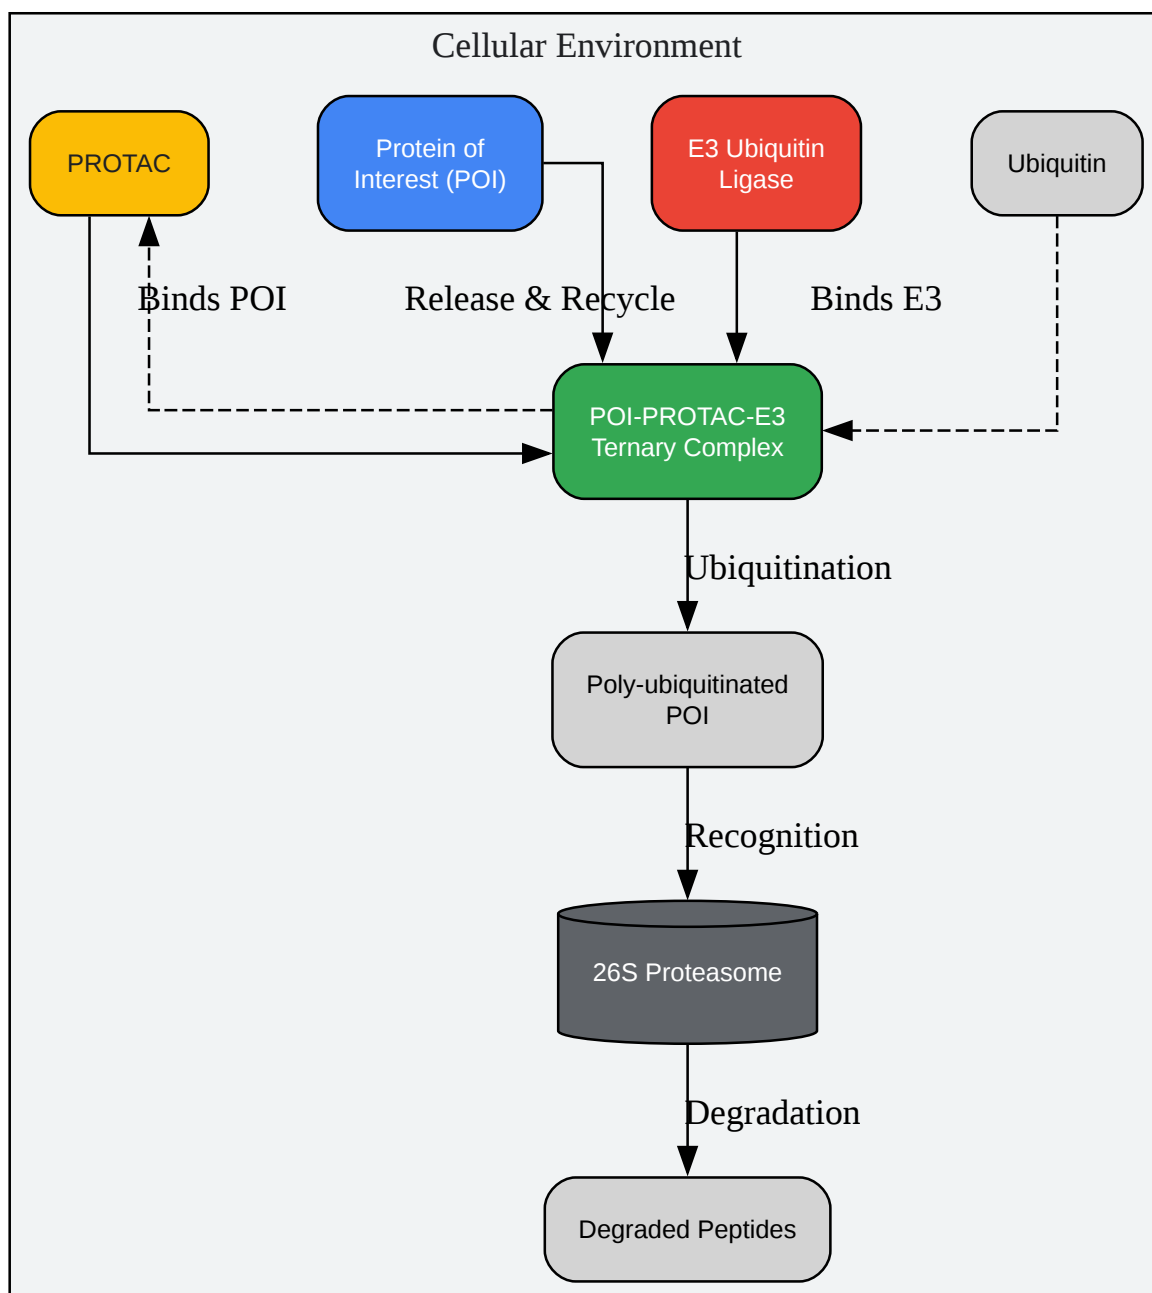 Cellular Environment
PROTAC
Protein of
Interest (POI)
E3 Ubiquitin
Ligase
Ubiquitin
Binds POI
Release & Recycle
Binds E3
POI-PROTAC-E3
Ternary Complex
Ubiquitination
Poly-ubiquitinated
POI
Recognition
26S Proteasome
Degradation
Degraded Peptides